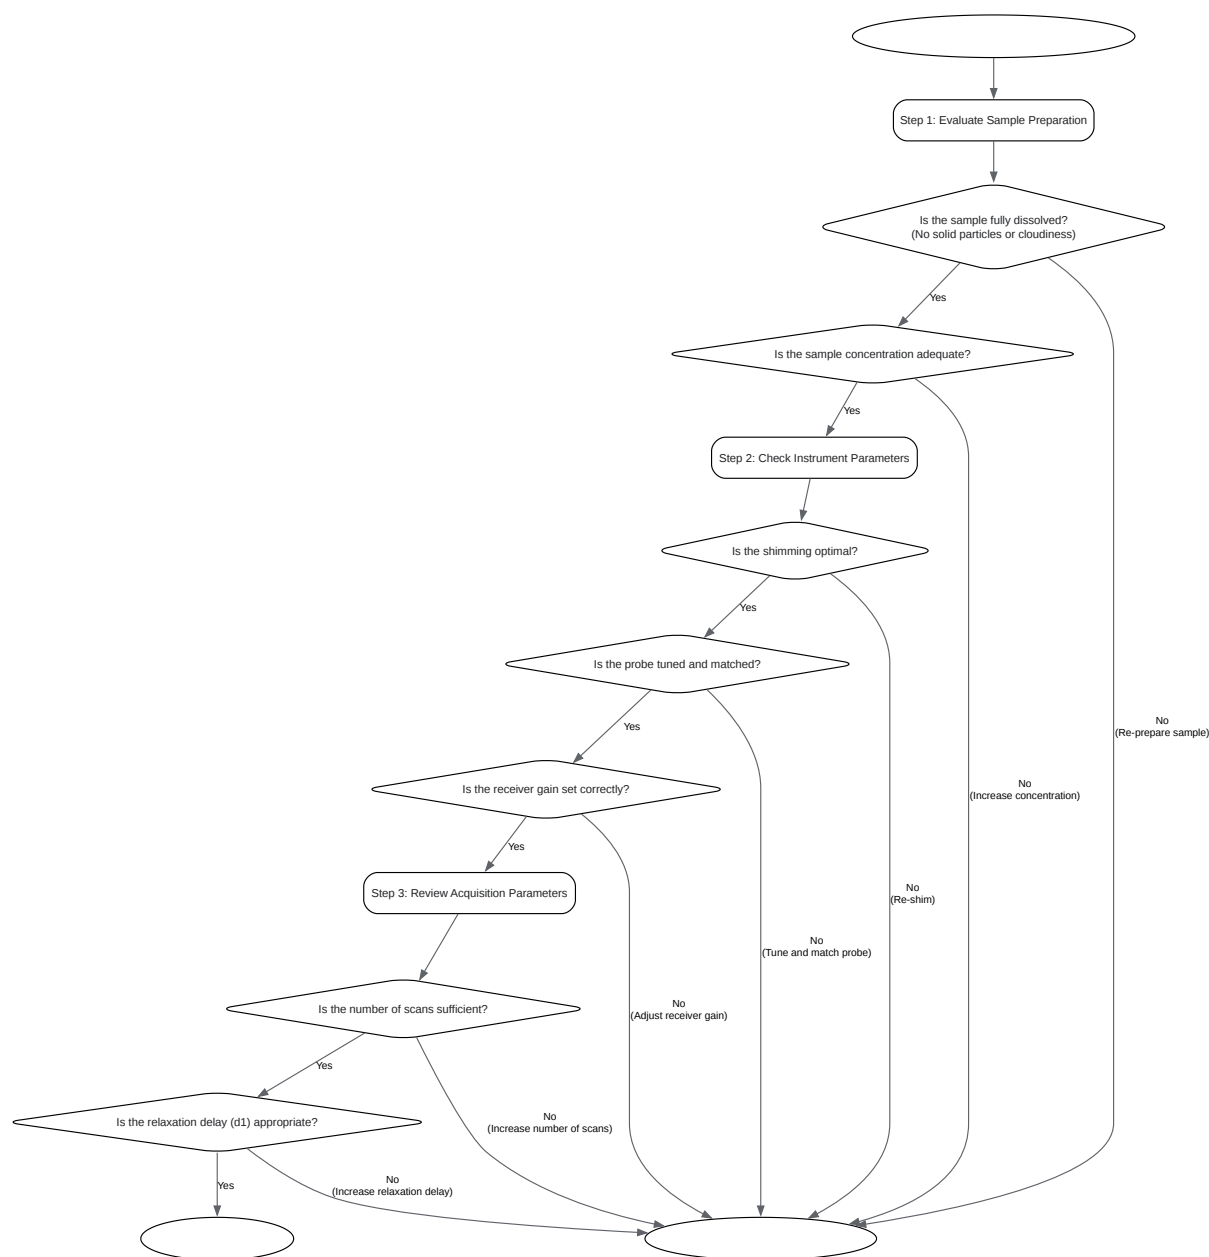 Step 1: Evaluate Sample Preparation
Is the sample fully dissolved?
(No solid particles or cloudiness)
Yes
Is the sample concentration adequate?
Yes
Step 2: Check Instrument Parameters
Is the shimming optimal?
Yes
Is the probe tuned and matched?
No
(Re-prepare sample)
Yes
Is the receiver gain set correctly?
No
(Increase concentration)
Yes
Step 3: Review Acquisition Parameters
No
(Re-shim)
No
(Tune and match probe)
Is the number of scans sufficient?
No
(Adjust receiver gain)
Yes
Is the relaxation delay (d1) appropriate?
No
(Increase number of scans)
Yes
No
(Increase relaxation delay)